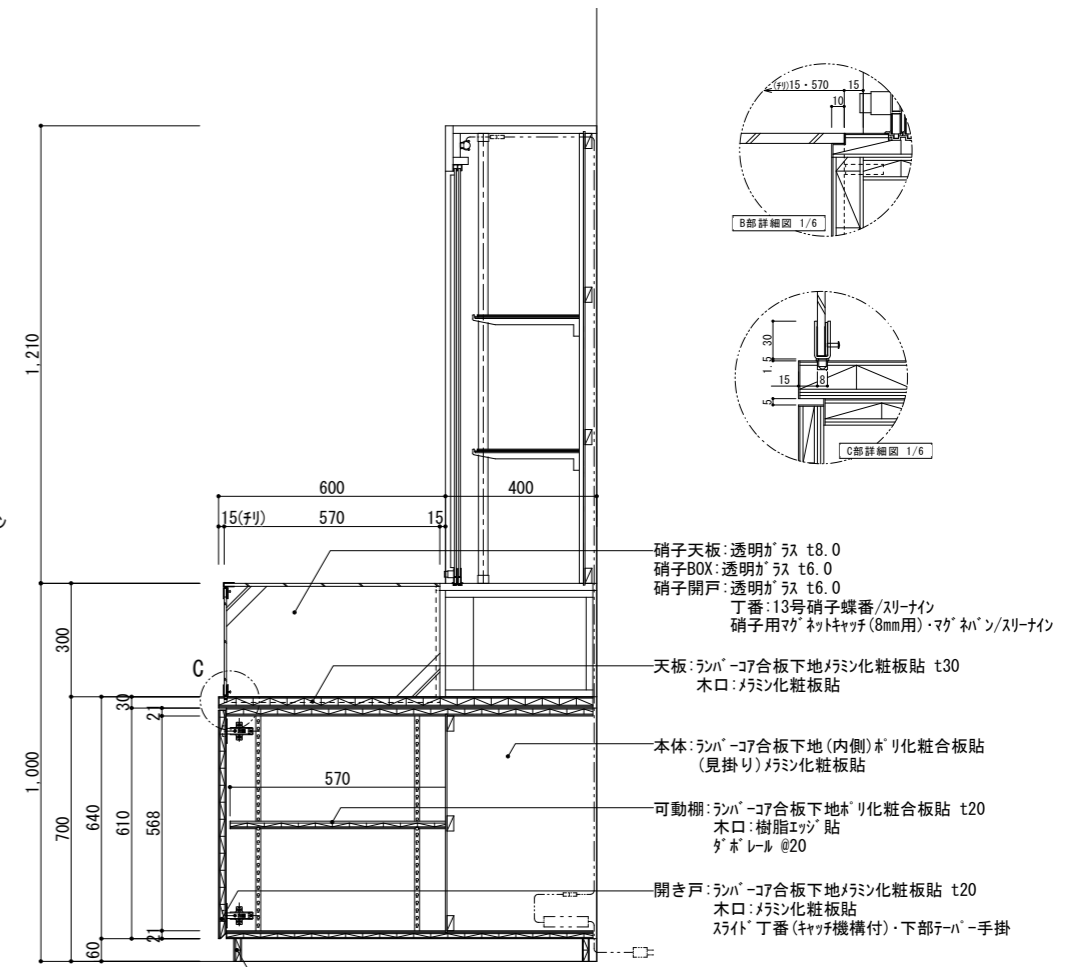 (ﾁﾘ)15・570 15
10
B部詳細図 1/6
1,210
30
1.5
15
8
5
C部詳細図 1/6
600 400
15(ﾁﾘ) 570 15
ン
硝子天板:透明ｶﾞﾗｽ t8.0
硝子BOX:透明ｶﾞﾗｽ t6.0
硝子開戸:透明ｶﾞﾗｽ t6.0
丁番:13号硝子蝶番/ｽﾘｰﾅｲﾝ
硝子用ﾏｸﾞﾈｯﾄｷｬｯﾁ(8mm用)・ﾏｸﾞﾈﾊﾞﾝ/ｽﾘｰﾅｲﾝ
300
C
天板:ﾗﾝﾊﾞｰｺｱ合板下地ﾒﾗﾐﾝ化粧板貼 t30
木口:ﾒﾗﾐﾝ化粧板貼
30
21
本体:ﾗﾝﾊﾞｰｺｱ合板下地(内側)ﾎﾟﾘ化粧合板貼
(見掛り)ﾒﾗﾐﾝ化粧板貼
1,000
570
700
640
610
568
可動棚:ﾗﾝﾊﾞｰｺｱ合板下地ﾎﾟﾘ化粧合板貼 t20
木口:樹脂ｴｯｼﾞ貼
ﾀﾞﾎﾞﾚｰﾙ @20
開き戸:ﾗﾝﾊﾞｰｺｱ合板下地ﾒﾗﾐﾝ化粧板貼 t20
木口:ﾒﾗﾐﾝ化粧板貼
ｽﾗｲﾄﾞ丁番(ｷｬｯﾁ機構付)・下部ﾃｰﾊﾟｰ手掛
21
60